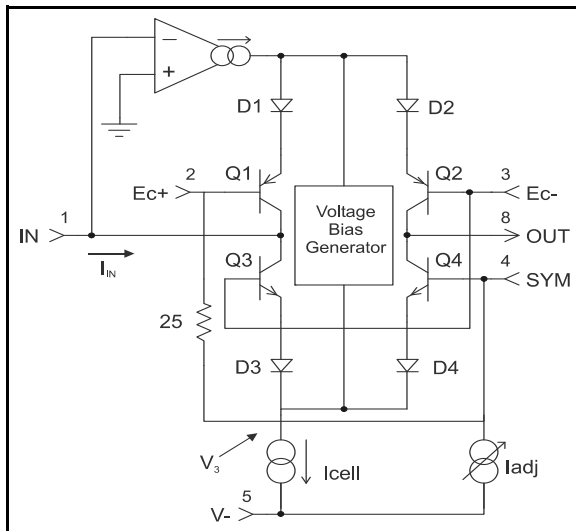 −
+
D1
D2
Q1
Q2
2
Ec+
3
Ec-
1
IN
I IN
Voltage
Bias
Generator
8
OUT
Q3
Q4
4
SYM
25
D3
D4
V3
Icell
Iadj
5
V-